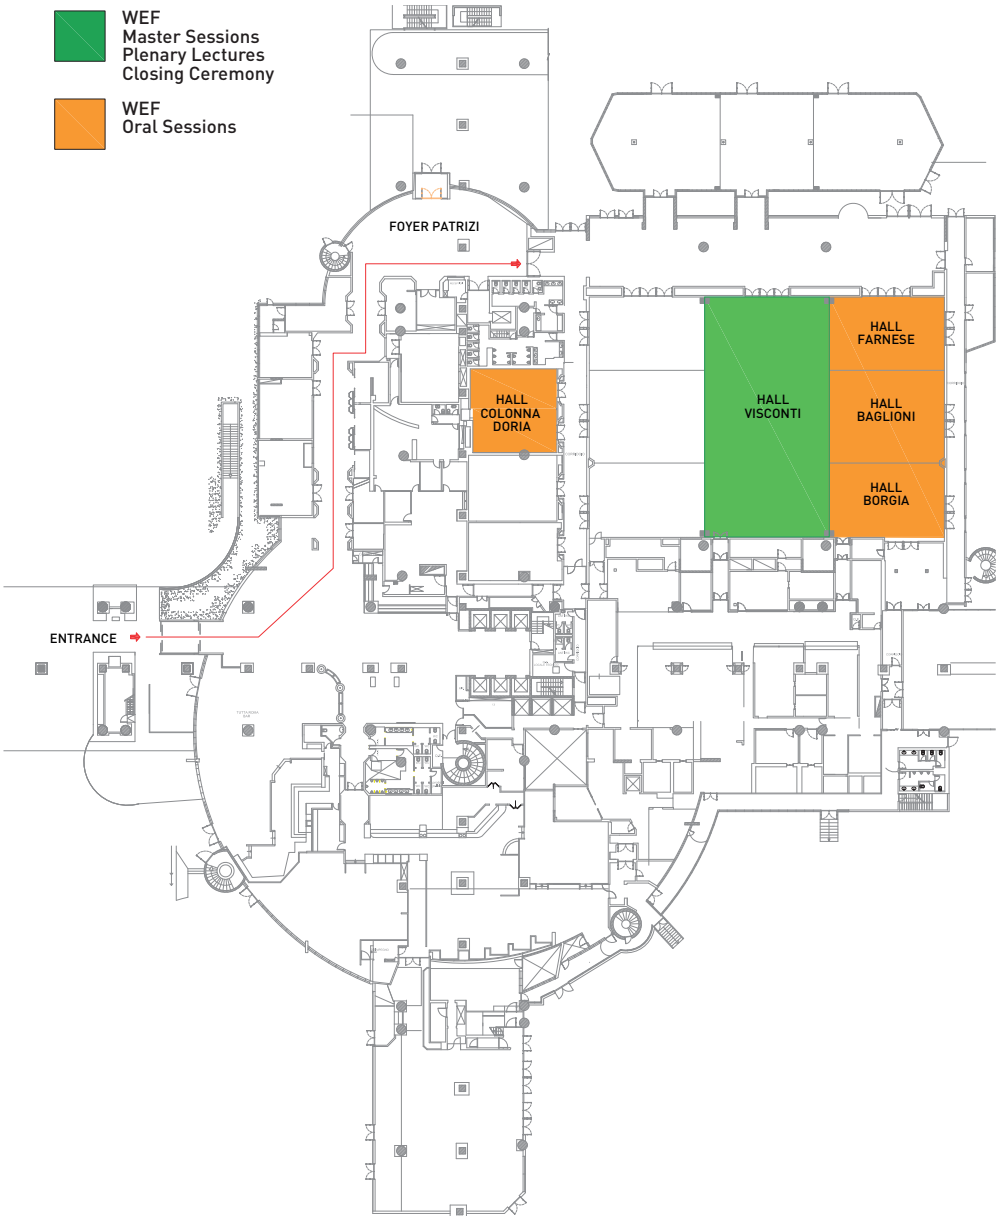 WEF
Master Sessions
Plenary Lectures
Closing Ceremony
WEF
Oral Sessions
FOYER PATRIZI
HALL
FARNESE
HALL
COLONNA
DORIA
HALL
VISCONTI
HALL
BAGLIONI
HALL
BORGIA
ENTRANCE